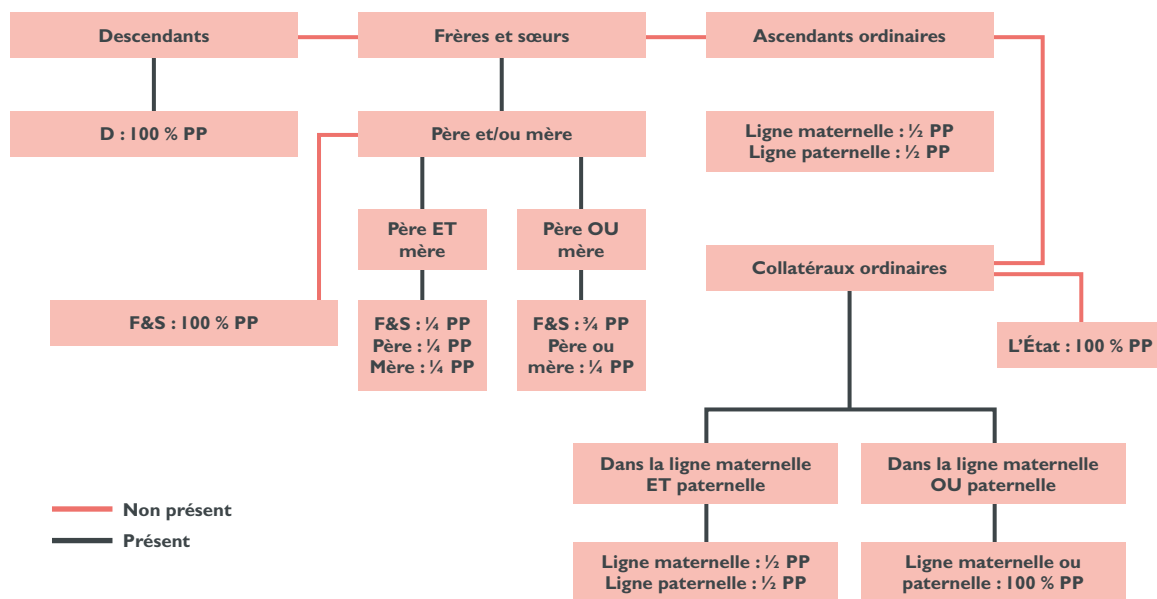 Descendants
Frères et sœurs
Ascendants ordinaires
D : 100 % PP
Père et/ou mère
Ligne maternelle : ½ PP
Ligne paternelle : ½ PP
Père ET
mère
Père OU
mère
Collatéraux ordinaires
F&S : 100 % PP
F&S : ¼ PP
Père : ¼ PP
Mère : ¼ PP
F&S : ¾ PP
Père ou
mère : ¼ PP
L’État : 100 % PP
Dans la ligne maternelle
ET paternelle
Dans la ligne maternelle
OU paternelle
Non présent
Présent
Ligne maternelle : ½ PP
Ligne paternelle : ½ PP
Ligne maternelle ou
paternelle : 100 % PP